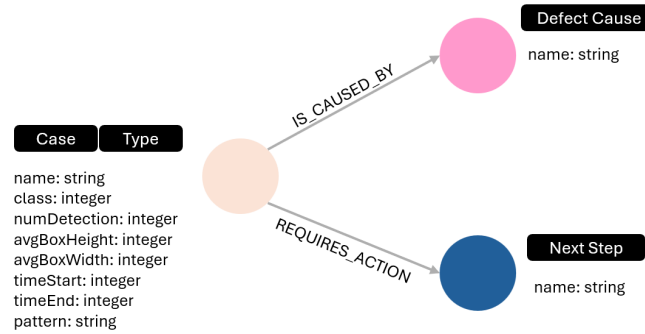 Defect Cause
name: string
IS_CAUSED_BY
Case Type
name: string
class: integer
numDetection: integer
avgBoxHeight: integer
avgBoxWidth: integer
timeStart: integer
timeEnd: integer
pattern: string
REQUIRES_ACTION
Next Step
name: string